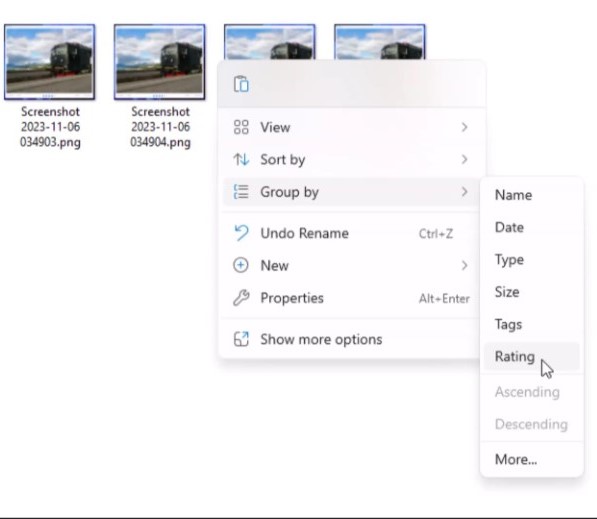 Screenshot
2023-11-06
034903.png
Screenshot
2023-11-06
034904.png
View
Sort by
Group by
Undo Rename Ctrl+Z
New
Properties Alt+Enter
Show more options
Name
Date
Type
Size
Tags
Rating
Ascending
Descending
More...